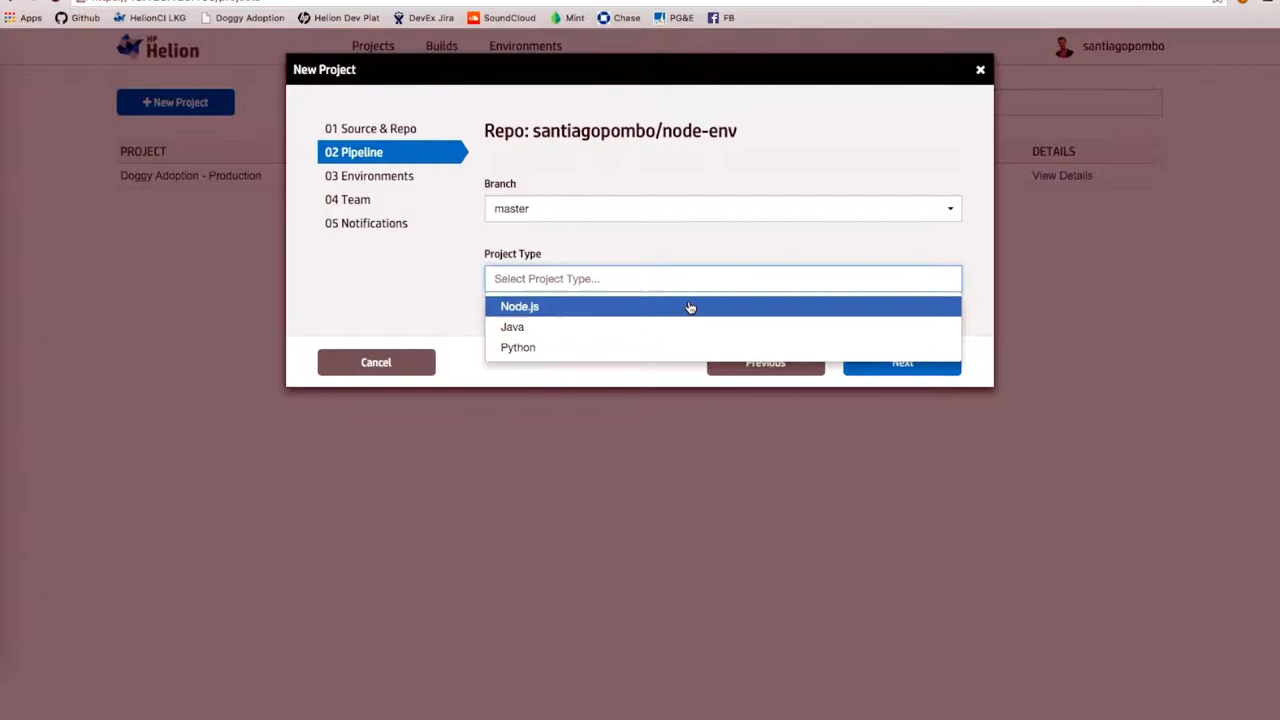 Apps Github HelionCI LKG Doggy Adoption Helion Dev Plat DevEx Jira SoundCloud Mint Chase PG&E FB
HP
Helion Projects Builds Environments santiagopombo
New Project
+ New Project
01 Source & Repo
Repo: santiagopombo/node-env
02 Pipeline
PROJECT DETAILS
Doggy Adoption - Production View Details
03 Environments
Branch
04 Team
master
05 Notifications
Project Type
Select Project Type...
Node.js
Java
Python
Cancel Previous Next